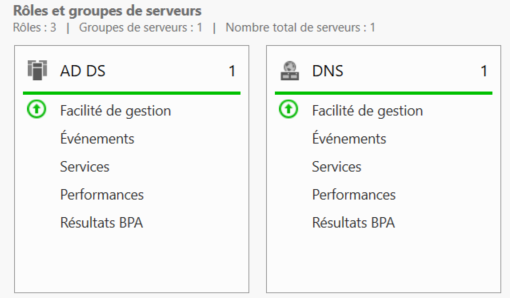 Rôles et groupes de serveurs
Rôles : 3 | Groupes de serveurs : 1 | Nombre total de serveurs : 1
AD DS 1
Facilité de gestion
Événements
Services
Performances
Résultats BPA
DNS 1
Facilité de gestion
Événements
Services
Performances
Résultats BPA